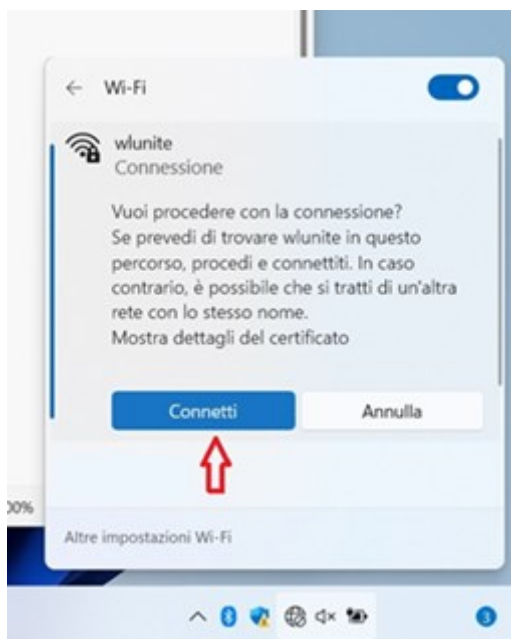 Wi-Fi
wlunite
Connessione
Vuoi procedere con la connessione?
Se prevedi di trovare wlunite in questo
percorso, procedi e connettiti. In caso
contrario, è possibile che si tratti di un'altra
rete con lo stesso nome.
Mostra dettagli del certificato
Connetti Annulla
00%
Altre impostazioni Wi-Fi
3